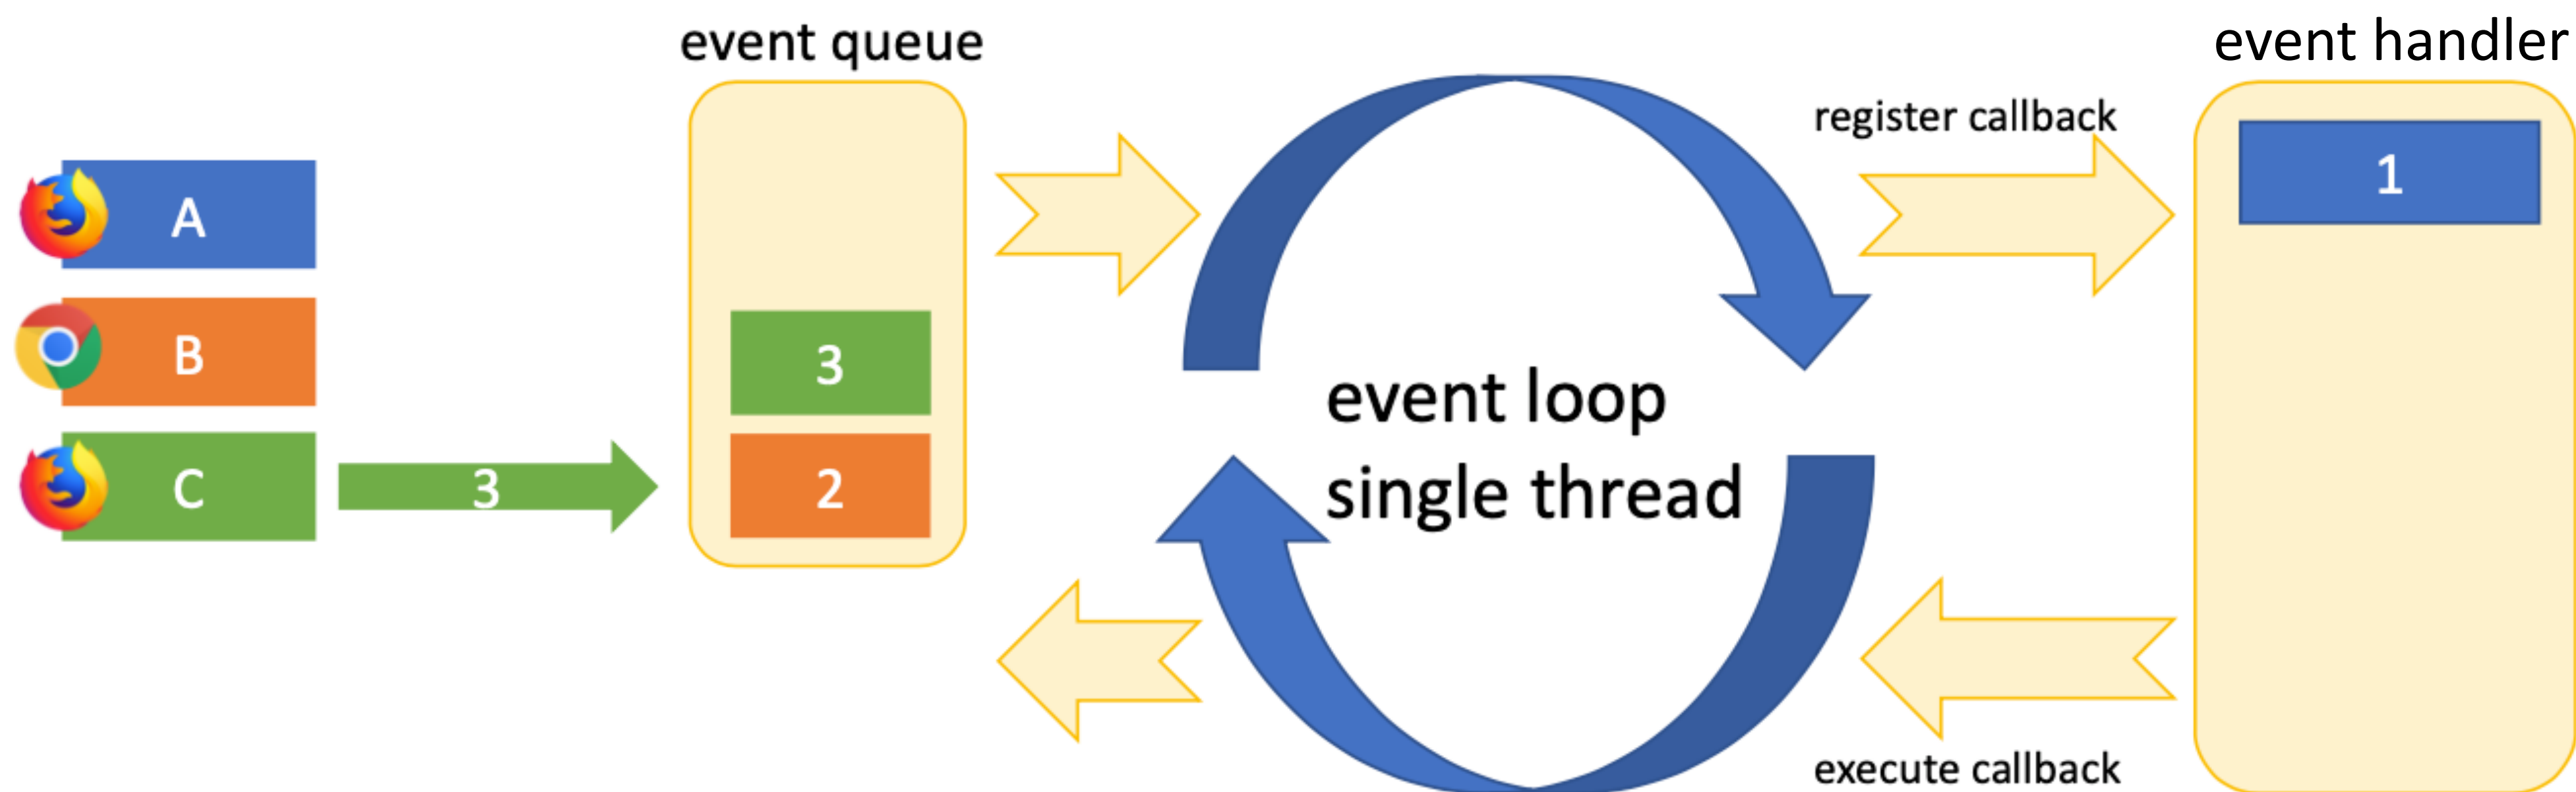 event queue
event handler
register callback
1
A
B
3
event loop
C
3
2
single thread
execute callback